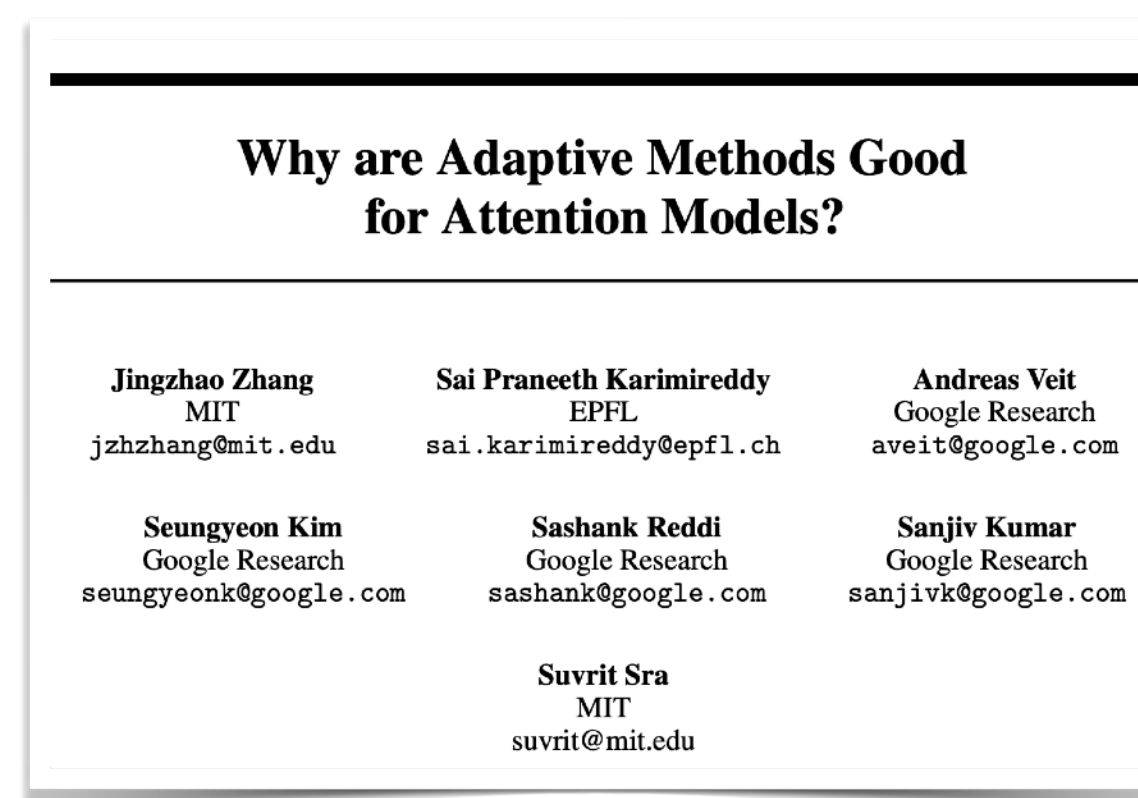 Why are Adaptive Methods Good
for Attention Models?
Jingzhao Zhang
MIT
jzhzhang@mit.edu
Sai Praneeth Karimireddy
EPFL
sai.karimireddy@epfl.ch
Andreas Veit
Google Research
aveit@google.com
Seungyeon Kim
Google Research
seungyeonk@google.com
Sashank Reddi
Google Research
sashank@google.com
Sanjiv Kumar
Google Research
sanjivk@google.com
Suvrit Sra
MIT
suvrit@mit.edu